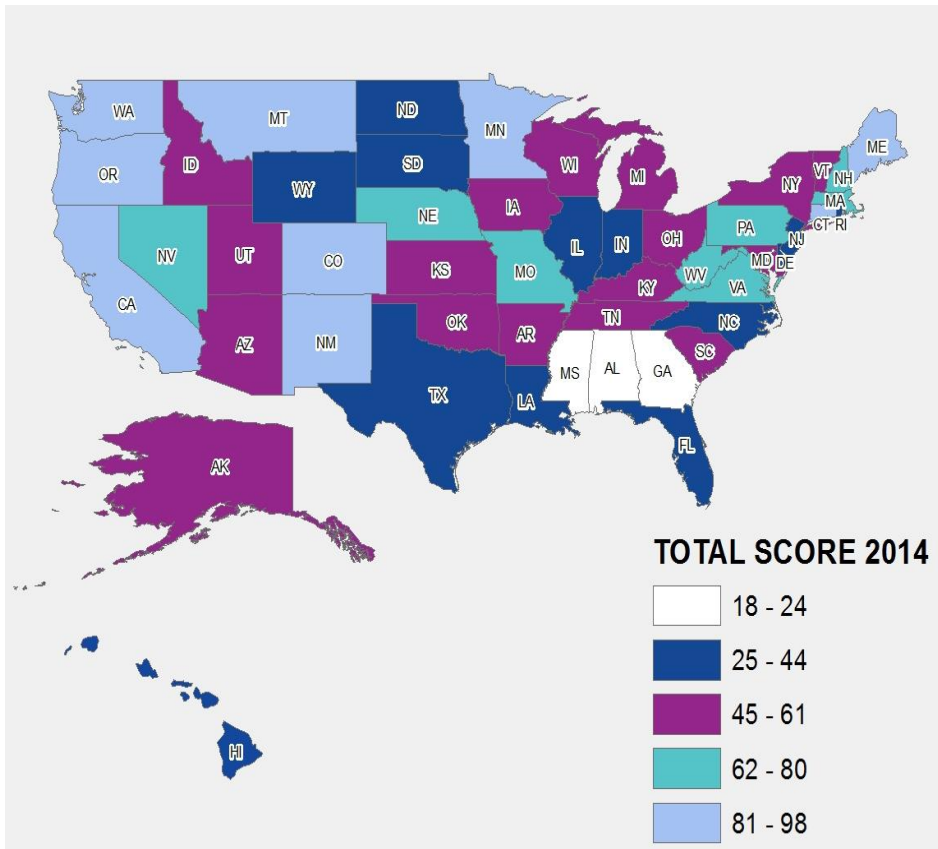 WA
MT
ND
MN
ME
OR
ID
SD
WI
MI
VT
NH
NY
WY
MA
IA
CT RI
NE
PA
NJ
NV
UT
CO
IL
IN
OH
MD
DE
WV
VA
CA
KS
MO
KY
AZ
NM
OK
AR
TN
NC
SC
MS
AL
GA
TX
LA
FL
AK
HI
TOTAL SCORE 2014
18 - 24
25 - 44
45 - 61
62 - 80
81 - 98